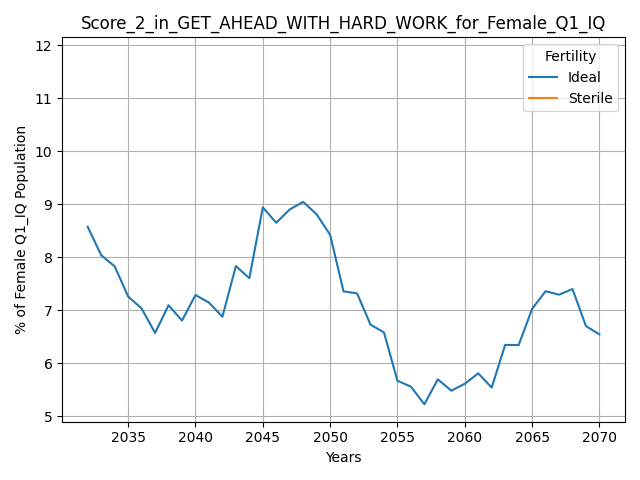 Score_2_in_GET_AHEAD_WITH_HARD_WORK_for_Female_Q1_IQ
12
11
10
9
8
7
6
5
% of Female Q1_IQ Population
Fertility
Ideal
Sterile
2035 2040 2045 2050 2055 2060 2065 2070
Years